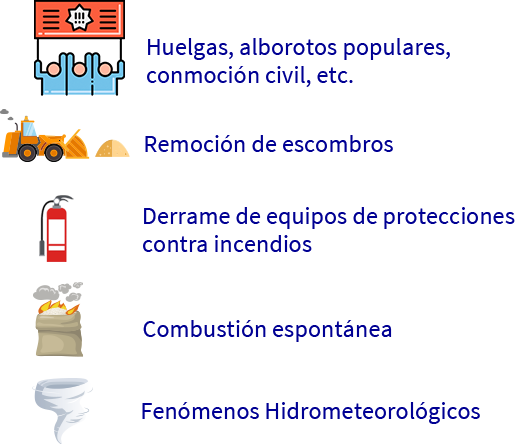 Huelgas, alborotos populares,
conmoción civil, etc.
Remoción de escombros
Derrame de equipos de protecciones
contra incendios
Combustión espontánea
Fenómenos Hidrometeorológicos